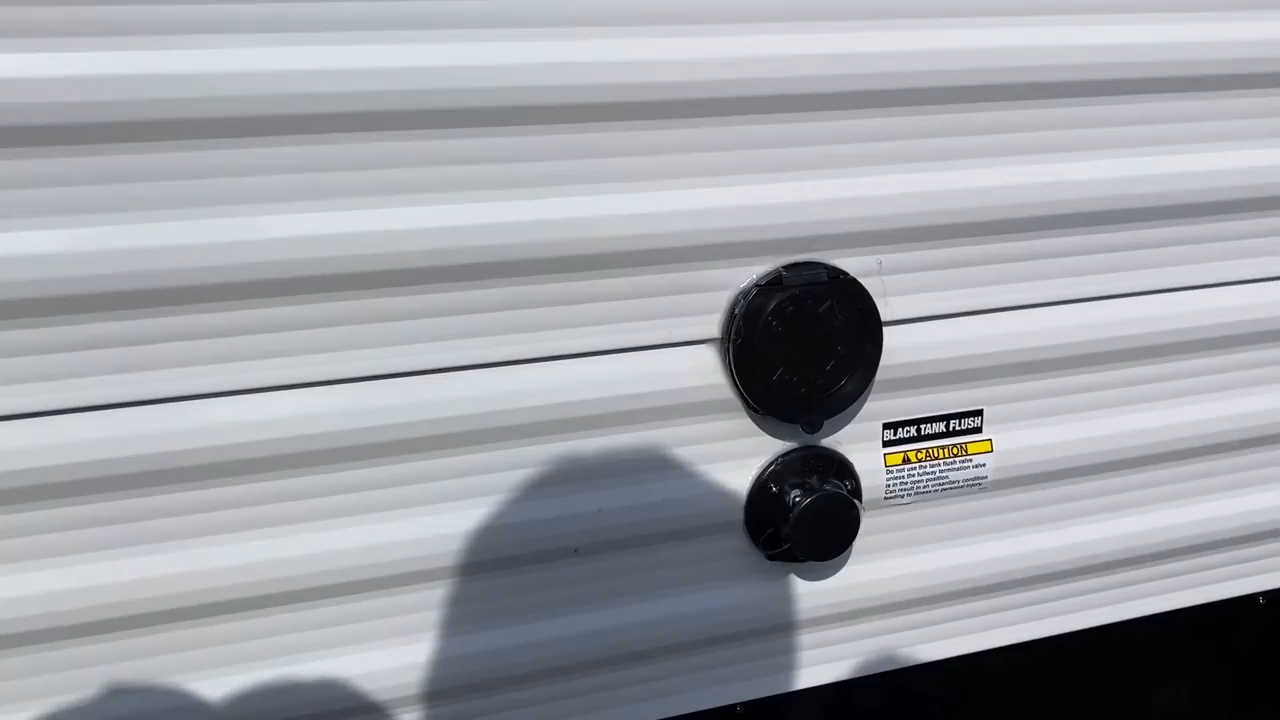 BLACK TANK FLUSH
CAUTION
Do not use the tank flush valve
unless the fullway termination valve
is in the open position.
Can result in an unsanitary condition
leading to illness or personal injury.